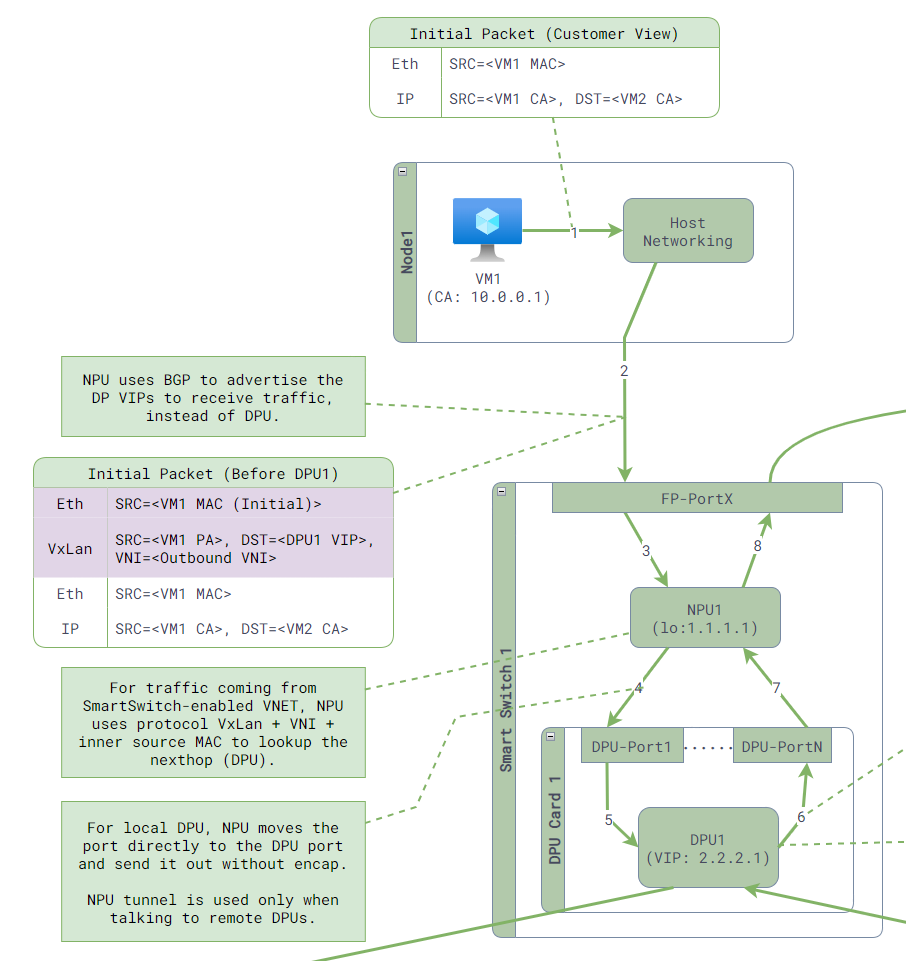 Initial Packet (Customer View)
Eth SRC=<VM1 MAC>
IP SRC=<VM1 CA>, DST=<VM2 CA>
Node1
1
Host
Networking
VM1
(CA: 10.0.0.1)
2
NPU uses BGP to advertise the
DP VIPs to receive traffic,
instead of DPU.
Initial Packet (Before DPU1)
Eth SRC=<VM1 MAC (Initial)>
VxLan SRC=<VM1 PA>, DST=<DPU1 VIP>,
VNI=<Outbound VNI>
Eth SRC=<VM1 MAC>
IP SRC=<VM1 CA>, DST=<VM2 CA>
Smart Switch 1
FP-PortX
3
8
NPU1
(lo:1.1.1.1)
For traffic coming from
SmartSwitch-enabled VNET, NPU
uses protocol VxLan + VNI +
inner source MAC to lookup the
nexthop (DPU).
4
7
DPU Card 1
DPU-Port1 ...... DPU-PortN
5
6
DPU1
(VIP: 2.2.2.1)
For local DPU, NPU moves the
port directly to the DPU port
and send it out without encap.
NPU tunnel is used only when
talking to remote DPUs.